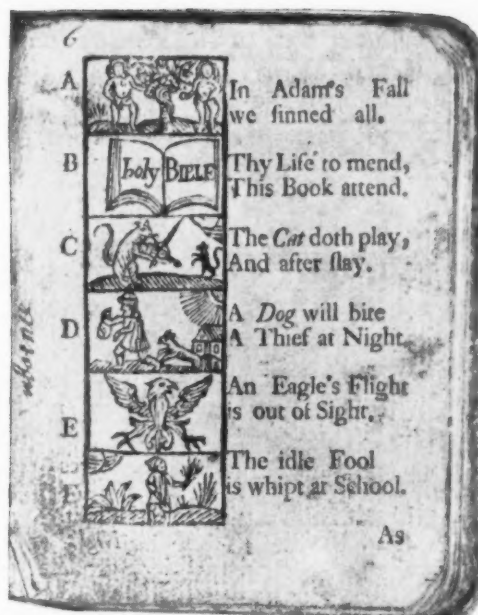 6
A
In Adam's Fall
we sinned all.
B
holy BIBLE
Thy Life to mend,
This Book attend.
C
The Cat doth play,
And after slay.
D
A Dog will bite
A Thief at Night.
E
An Eagle's Flight
is out of Sight.
F
The idle Fool
is whipt at School.
As